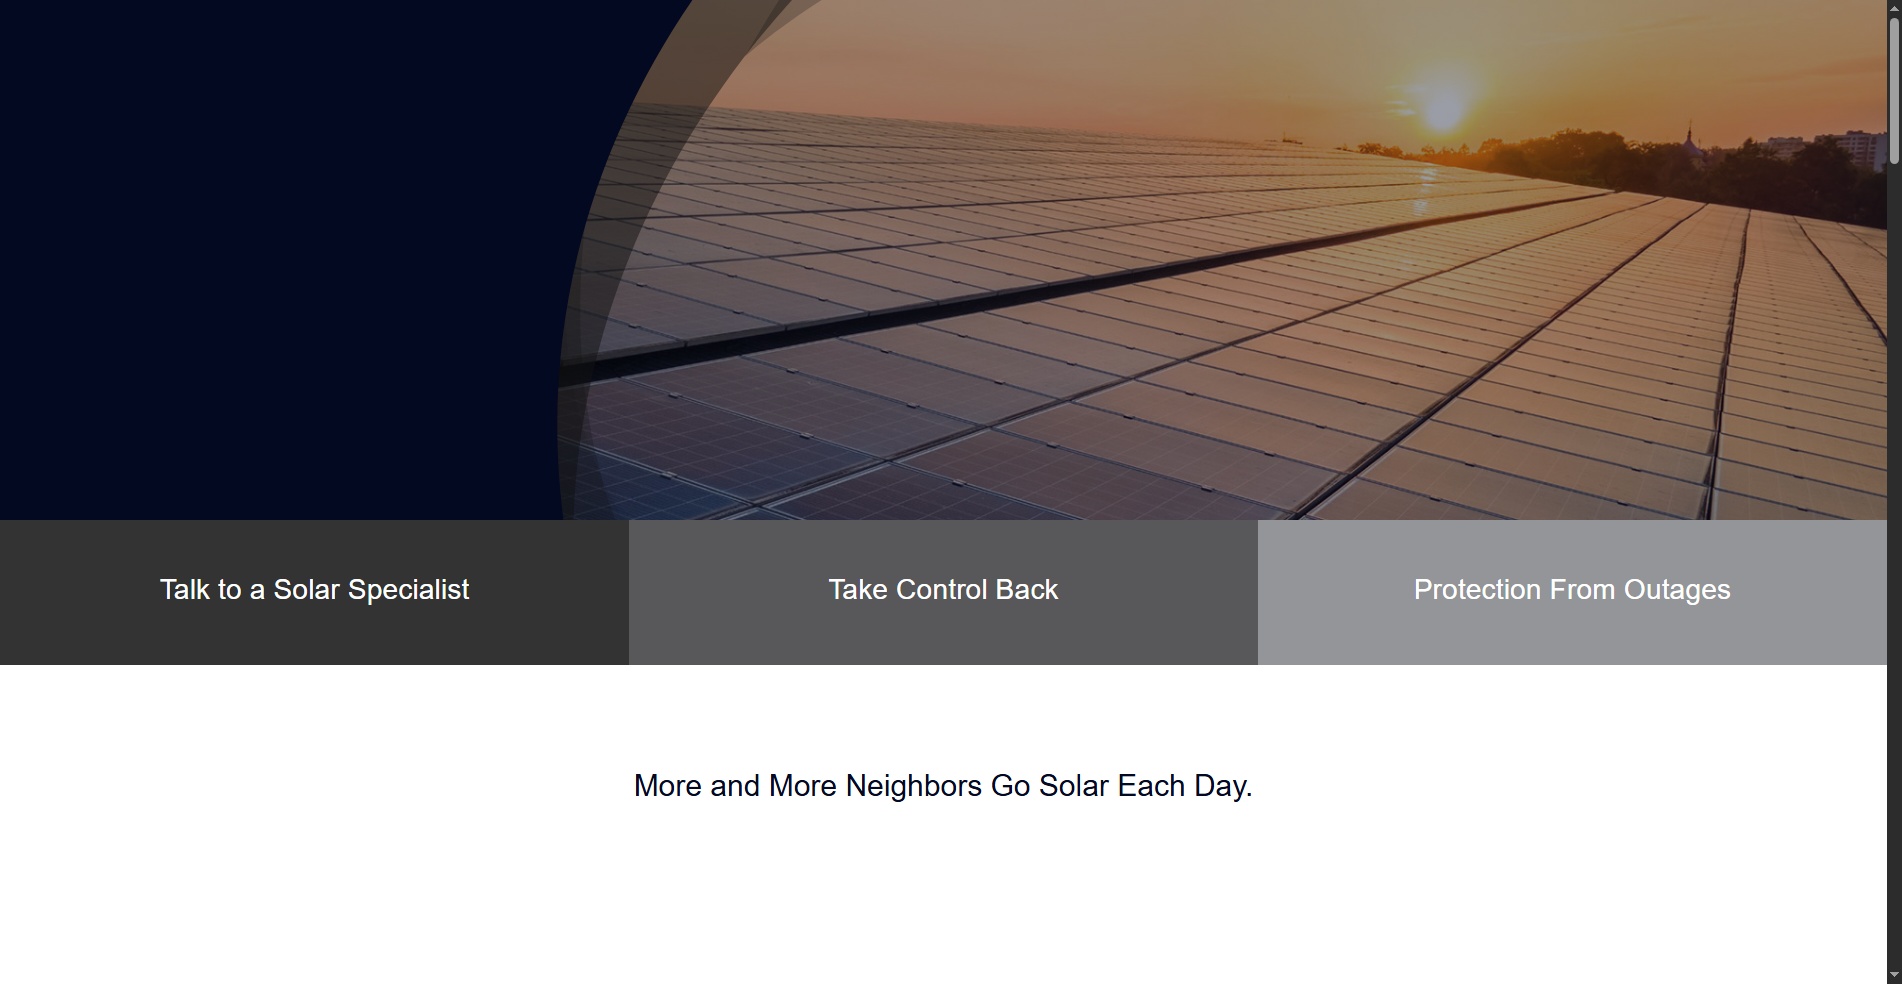 Talk to a Solar Specialist
Take Control Back
Protection From Outages
More and More Neighbors Go Solar Each Day.